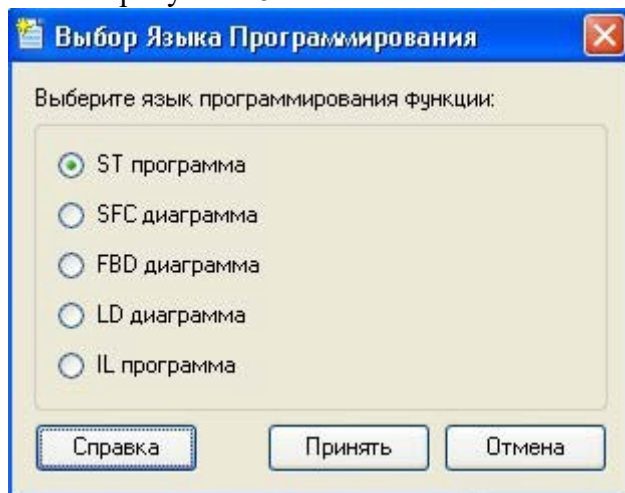 Выбор Языка Программирования
Выберите язык программирования функции:
ST программа
SFC диаграмма
FBD диаграмма
LD диаграмма
IL программа
Справка Принять Отмена